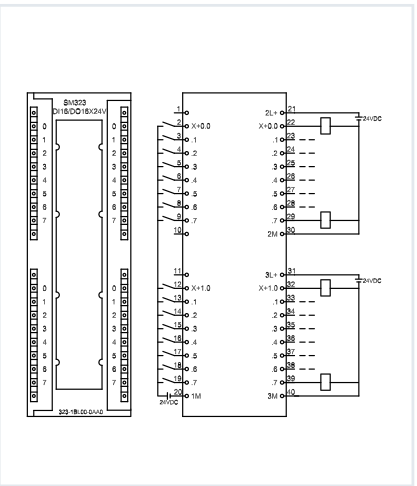 SM323
DI16/DO16X24V
0 0
1 1
2 2
3 3
4 4
5 5
6 6
7 7
0 0
1 1
2 2
3 3
4 4
5 5
6 6
7 7
323-1BL00-0AA0
1 2L+ 21 24VDC
2 X+0.0 X+0.0 22
3 .1 .1 23
4 .2 .2 24
5 .3 .3 25
6 .4 .4 26
7 .5 .5 27
8 .6 .6 28
9 .7 .7 29
10 2M 30
11 3L+ 31 24VDC
12 X+1.0 X+1.0 32
13 .1 .1 33
14 .2 .2 34
15 .3 .3 35
16 .4 .4 36
17 .5 .5 37
18 .6 .6 38
19 .7 .7 39
20 1M 3M 40
24VDC